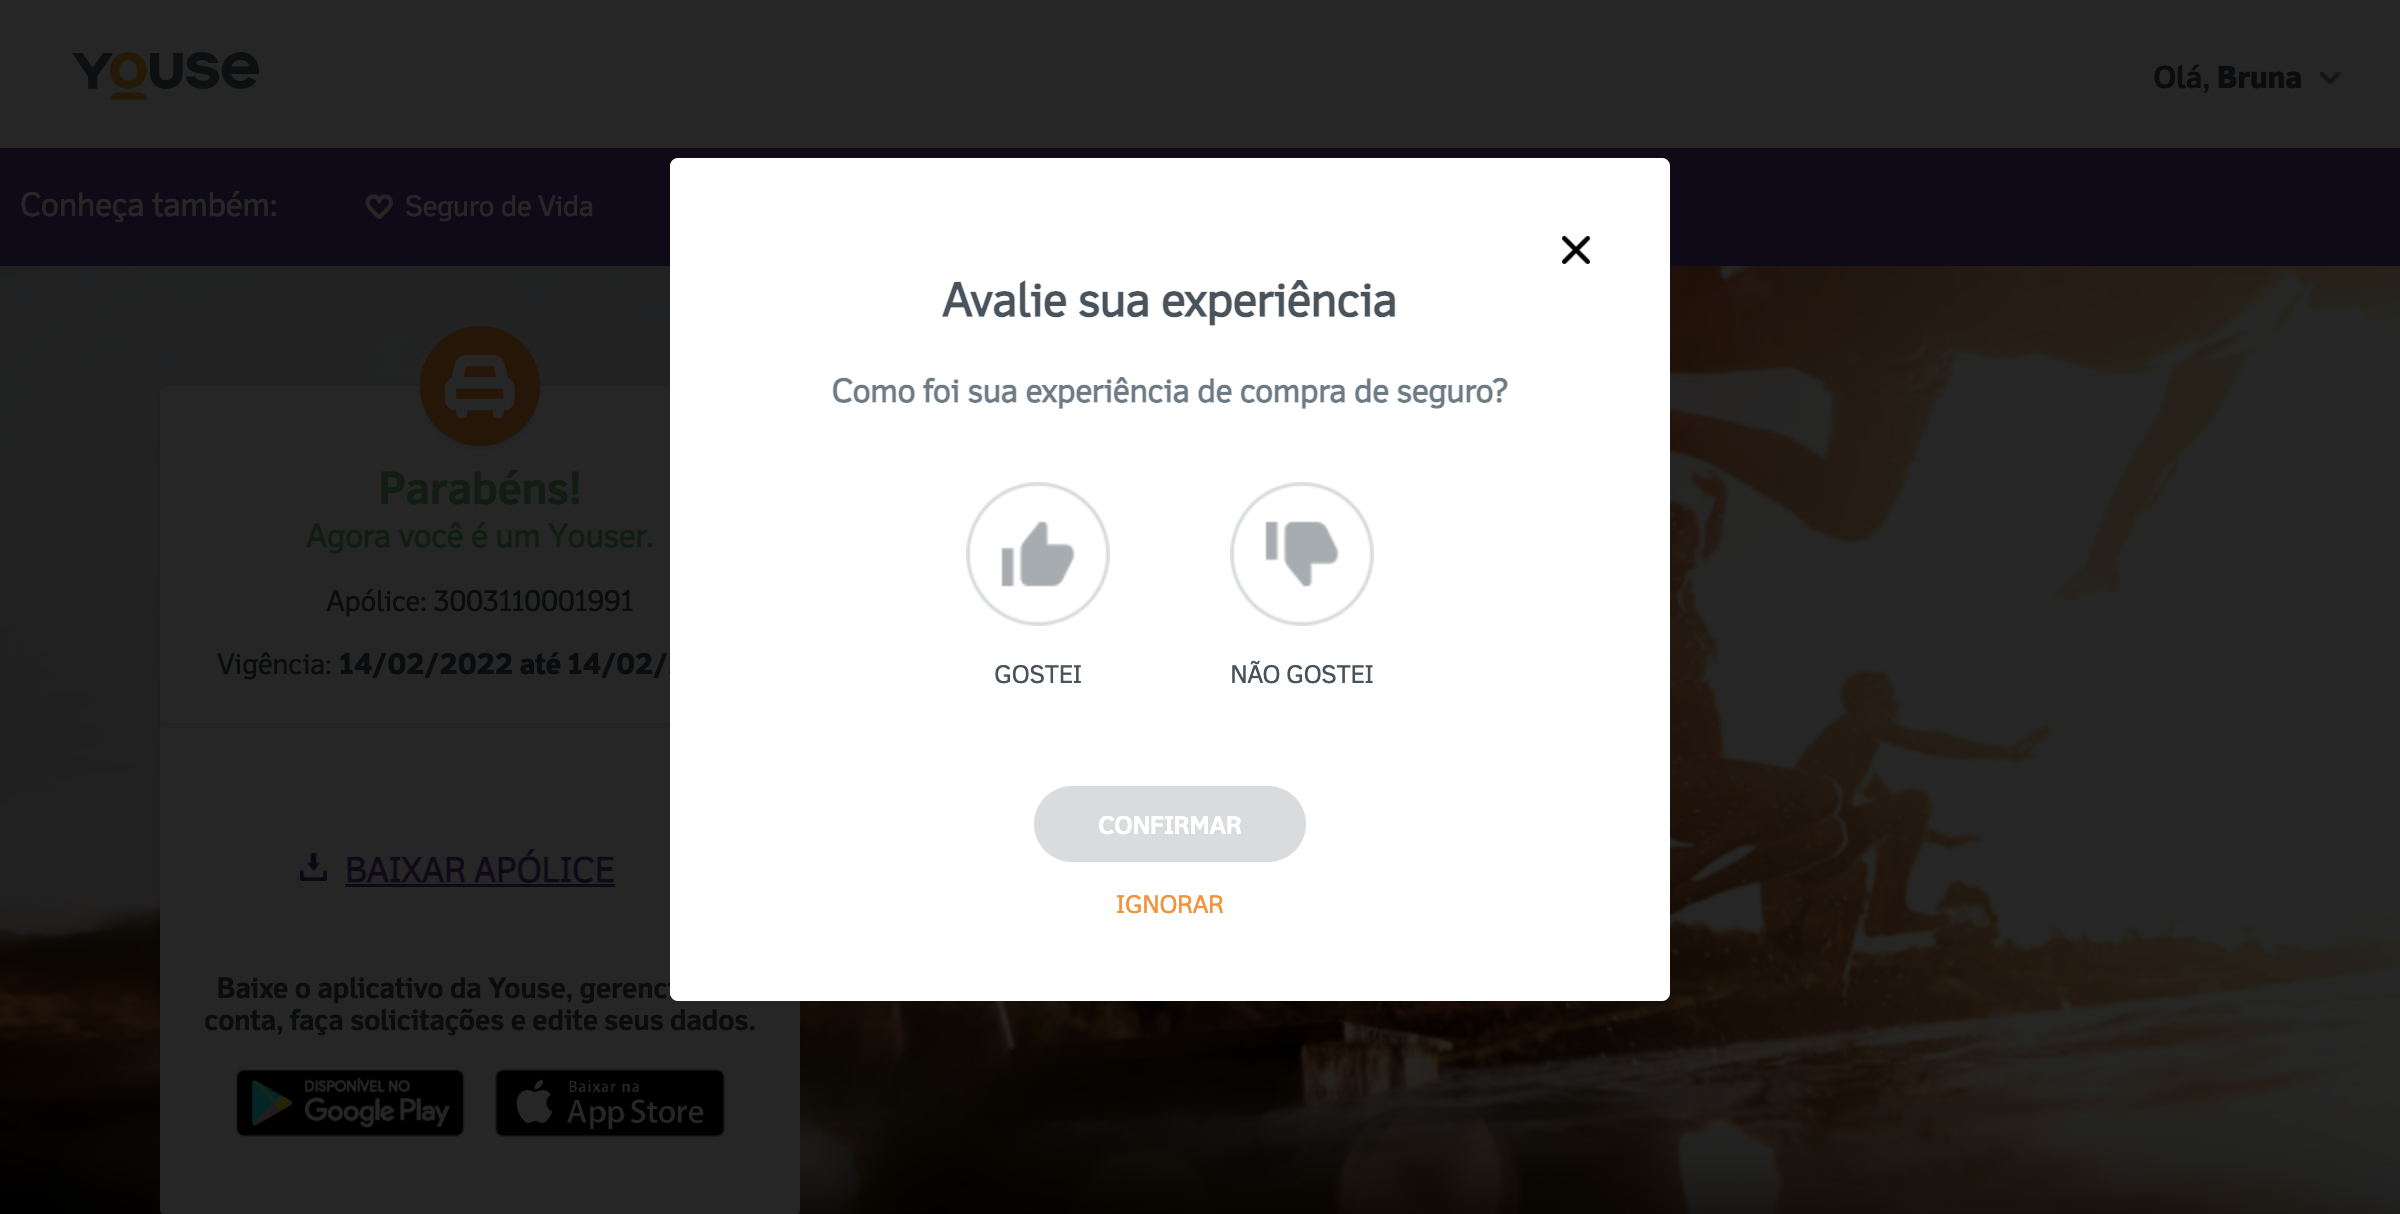 Youse
Olá, Bruna
Conheça também:
Seguro de Vida
Avalie sua experiência
Como foi sua experiência de compra de seguro?
GOSTEI
NÃO GOSTEI
CONFIRMAR
IGNORAR
Parabéns!
Agora você é um Youser.
Apólice: 3003110001991
Vigência: 14/02/2022 até 14/02/
BAIXAR APÓLICE
Baixe o aplicativo da Youse, gerenc
conta, faça solicitações e edite seus dados.
DISPONÍVEL NO
Google Play
Baixar na
App Store